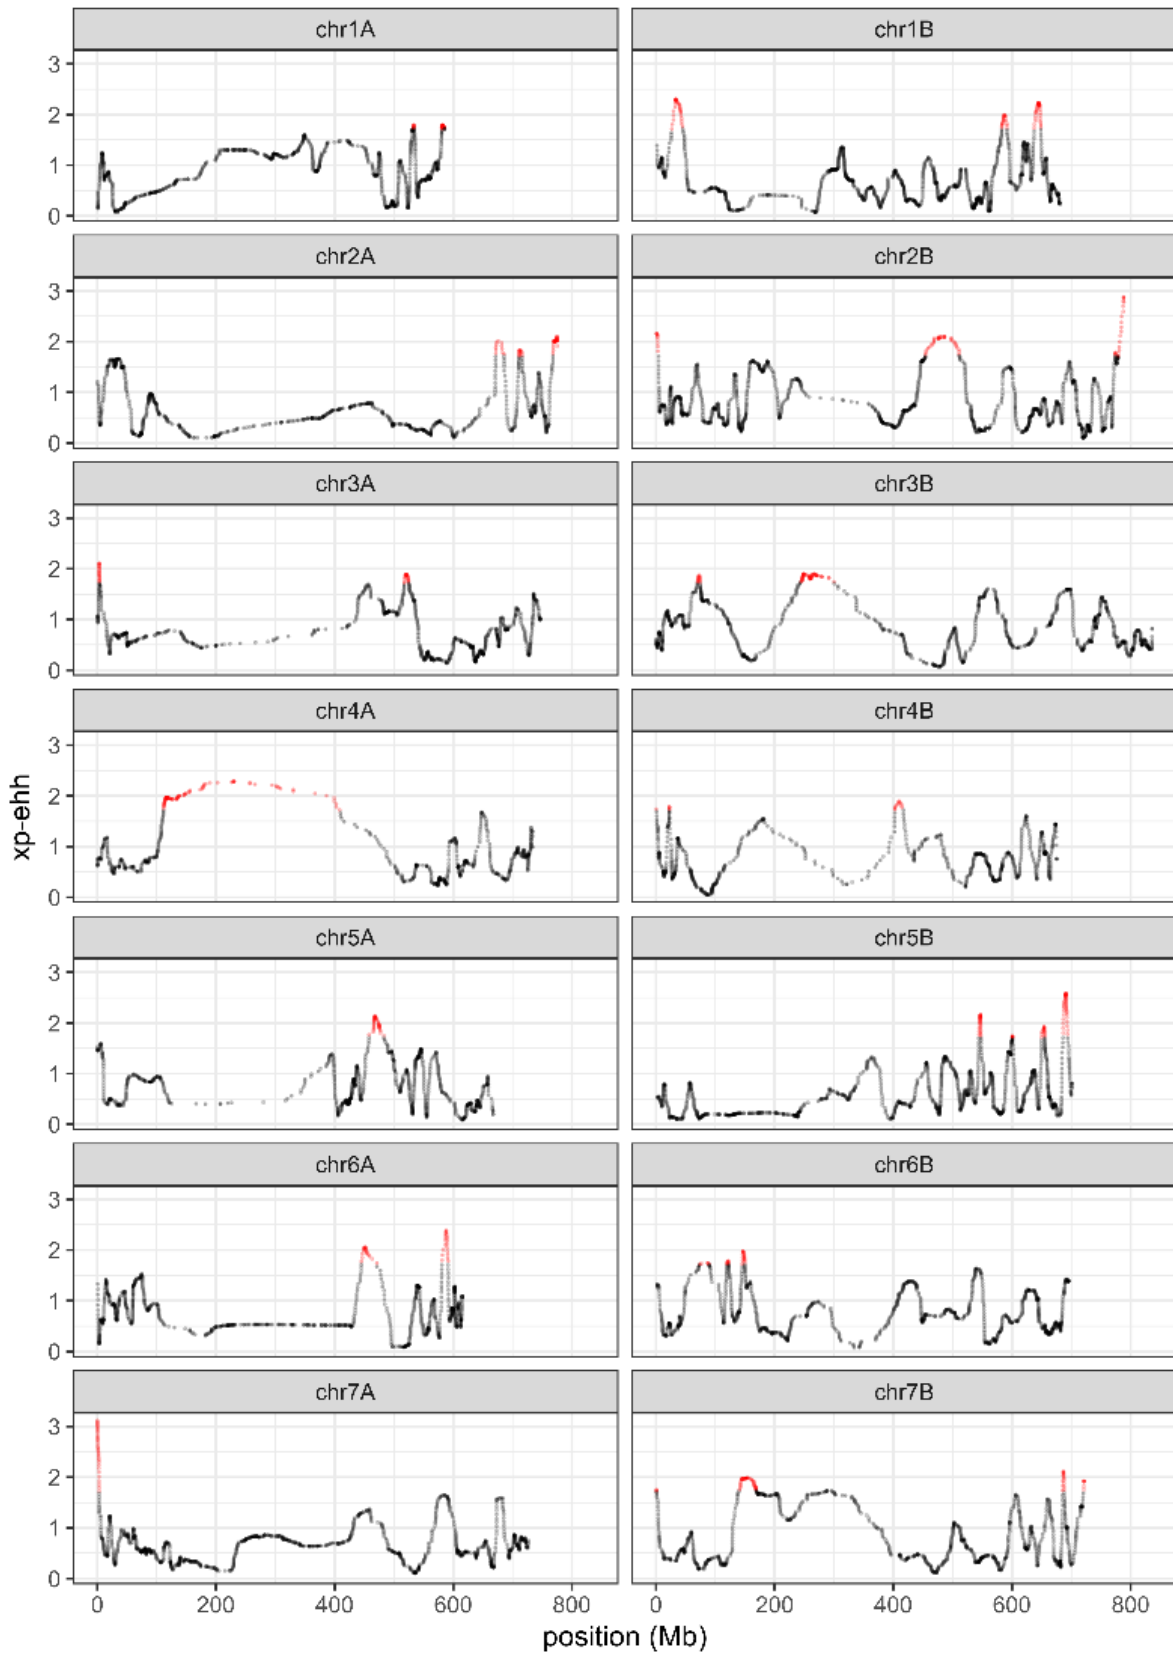 chr1A chr1B
3
2
1
0
chr2A chr2B
3
2
1
0
chr3A chr3B
3
2
1
0
chr4A chr4B
3
2
1
0
xp-ehh
chr5A chr5B
3
2
1
0
chr6A chr6B
3
2
1
0
chr7A chr7B
3
2
1
0
0 200 400 600 800 0 200 400 600 800
position (Mb)